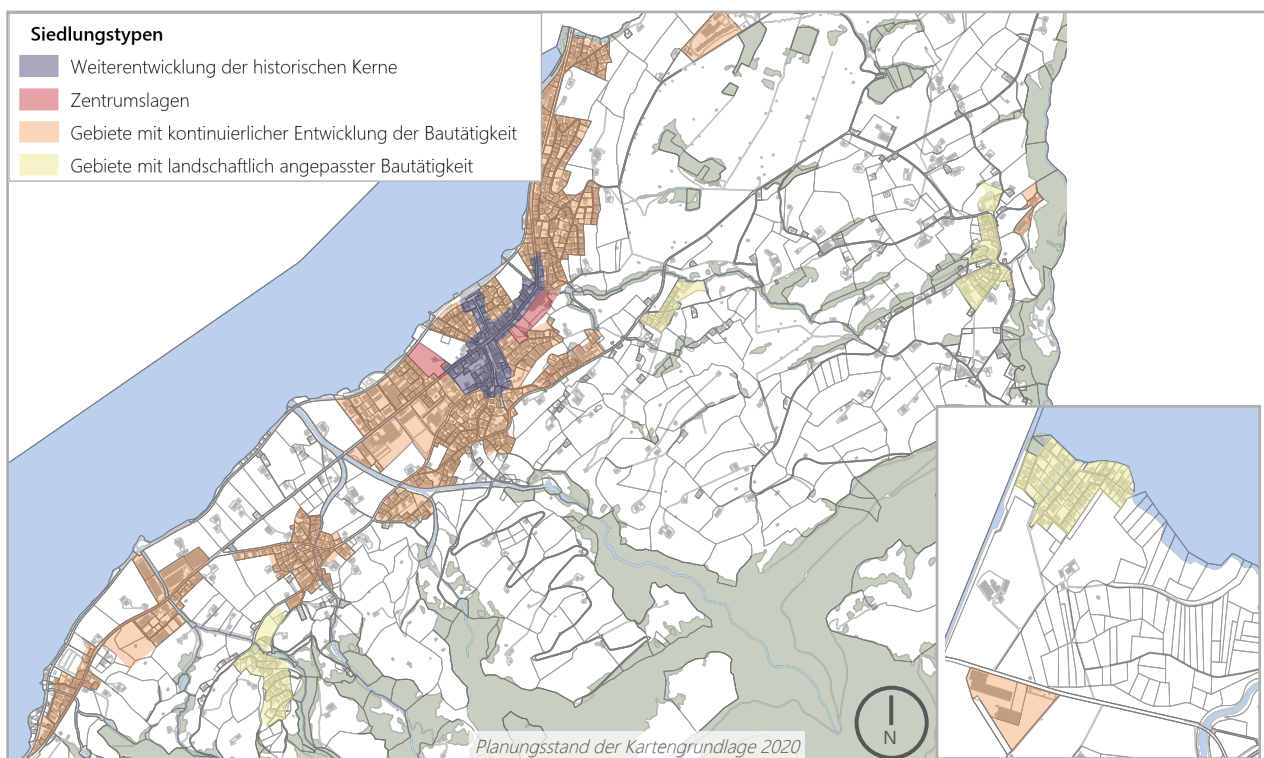 Siedlungstypen
Weiterentwicklung der historischen Kerne
Zentrumslagen
Gebiete mit kontinuierlicher Entwicklung der Bautätigkeit
Gebiete mit landschaftlich angepasster Bautätigkeit
N
Planungsstand der Kartengrundlage 2020